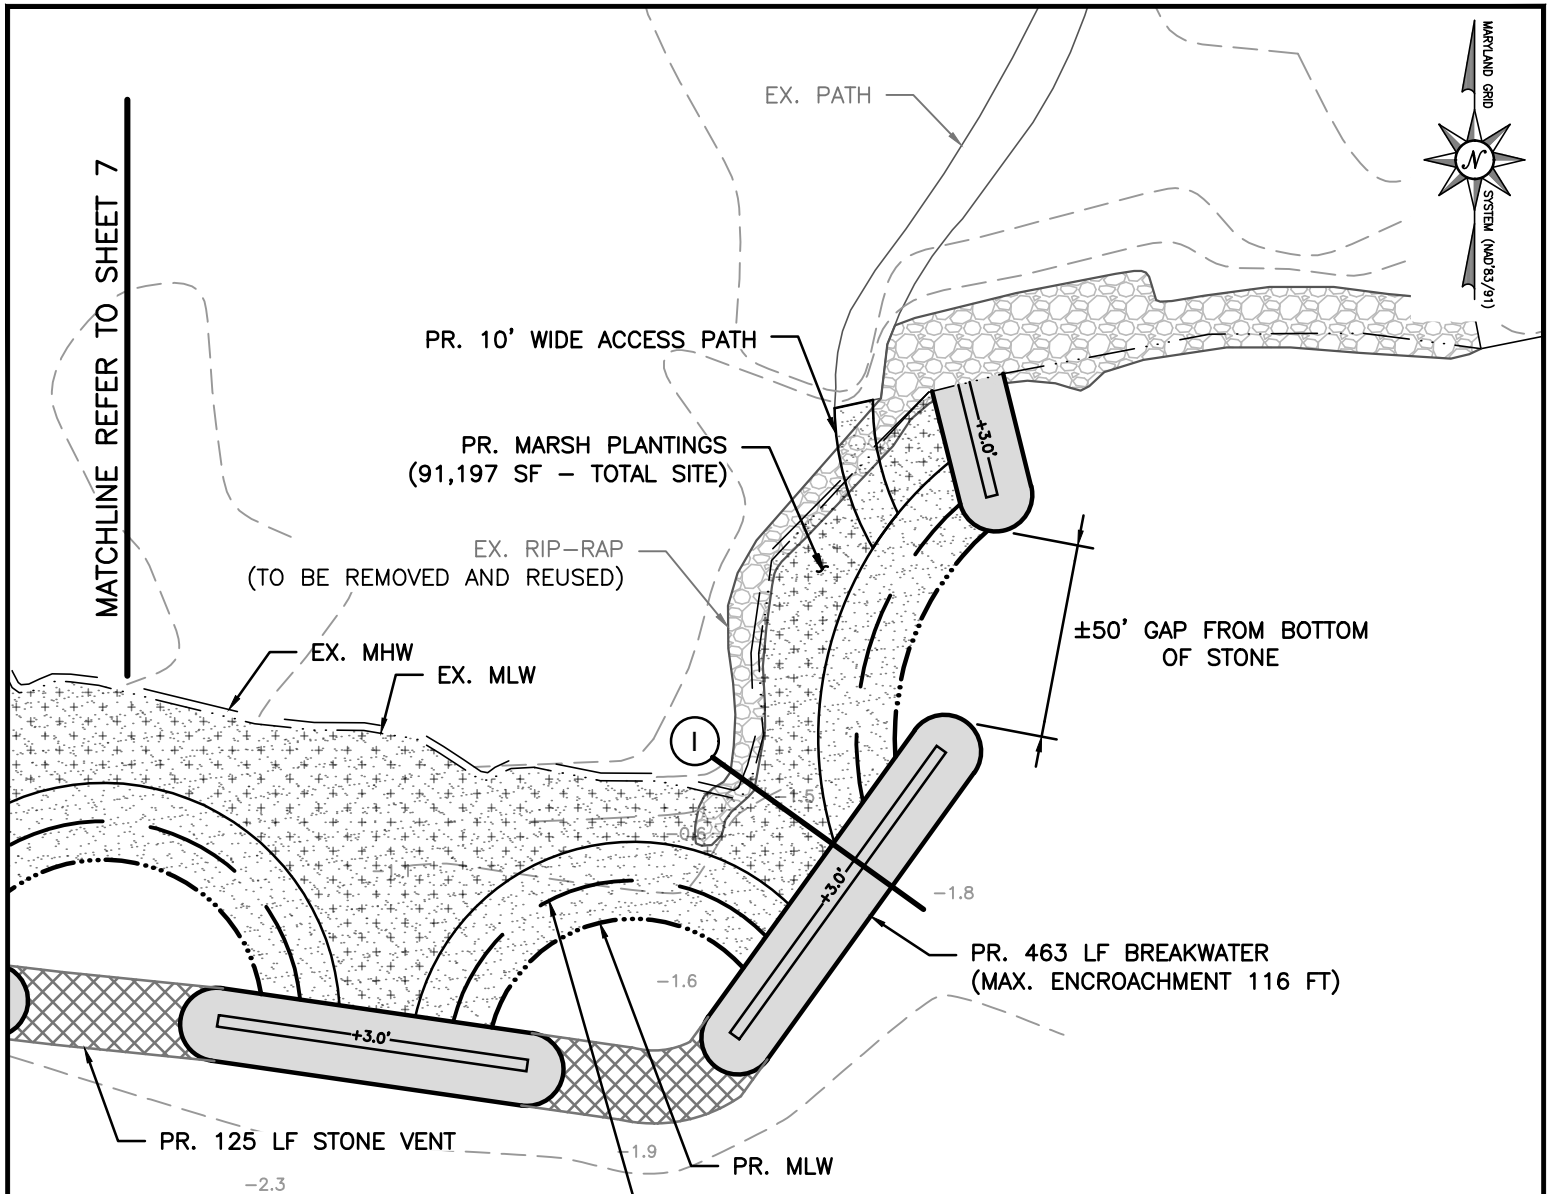 MARYLAND GRID
N
SYSTEM (NAD'83/91)
EX. PATH
MATCHLINE REFER TO SHEET 7
PR. 10' WIDE ACCESS PATH
+3.0'
PR. MARSH PLANTINGS
(91,197 SF – TOTAL SITE)
EX. RIP–RAP
(TO BE REMOVED AND REUSED)
±50' GAP FROM BOTTOM
OF STONE
EX. MHW
EX. MLW
1
-1.5
-0.6
-1.1
+3.0'
-1.8
PR. 463 LF BREAKWATER
(MAX. ENCROACHMENT 116 FT)
-1.6
+3.0'
PR. 125 LF STONE VENT
-1.9
PR. MLW
-2.3